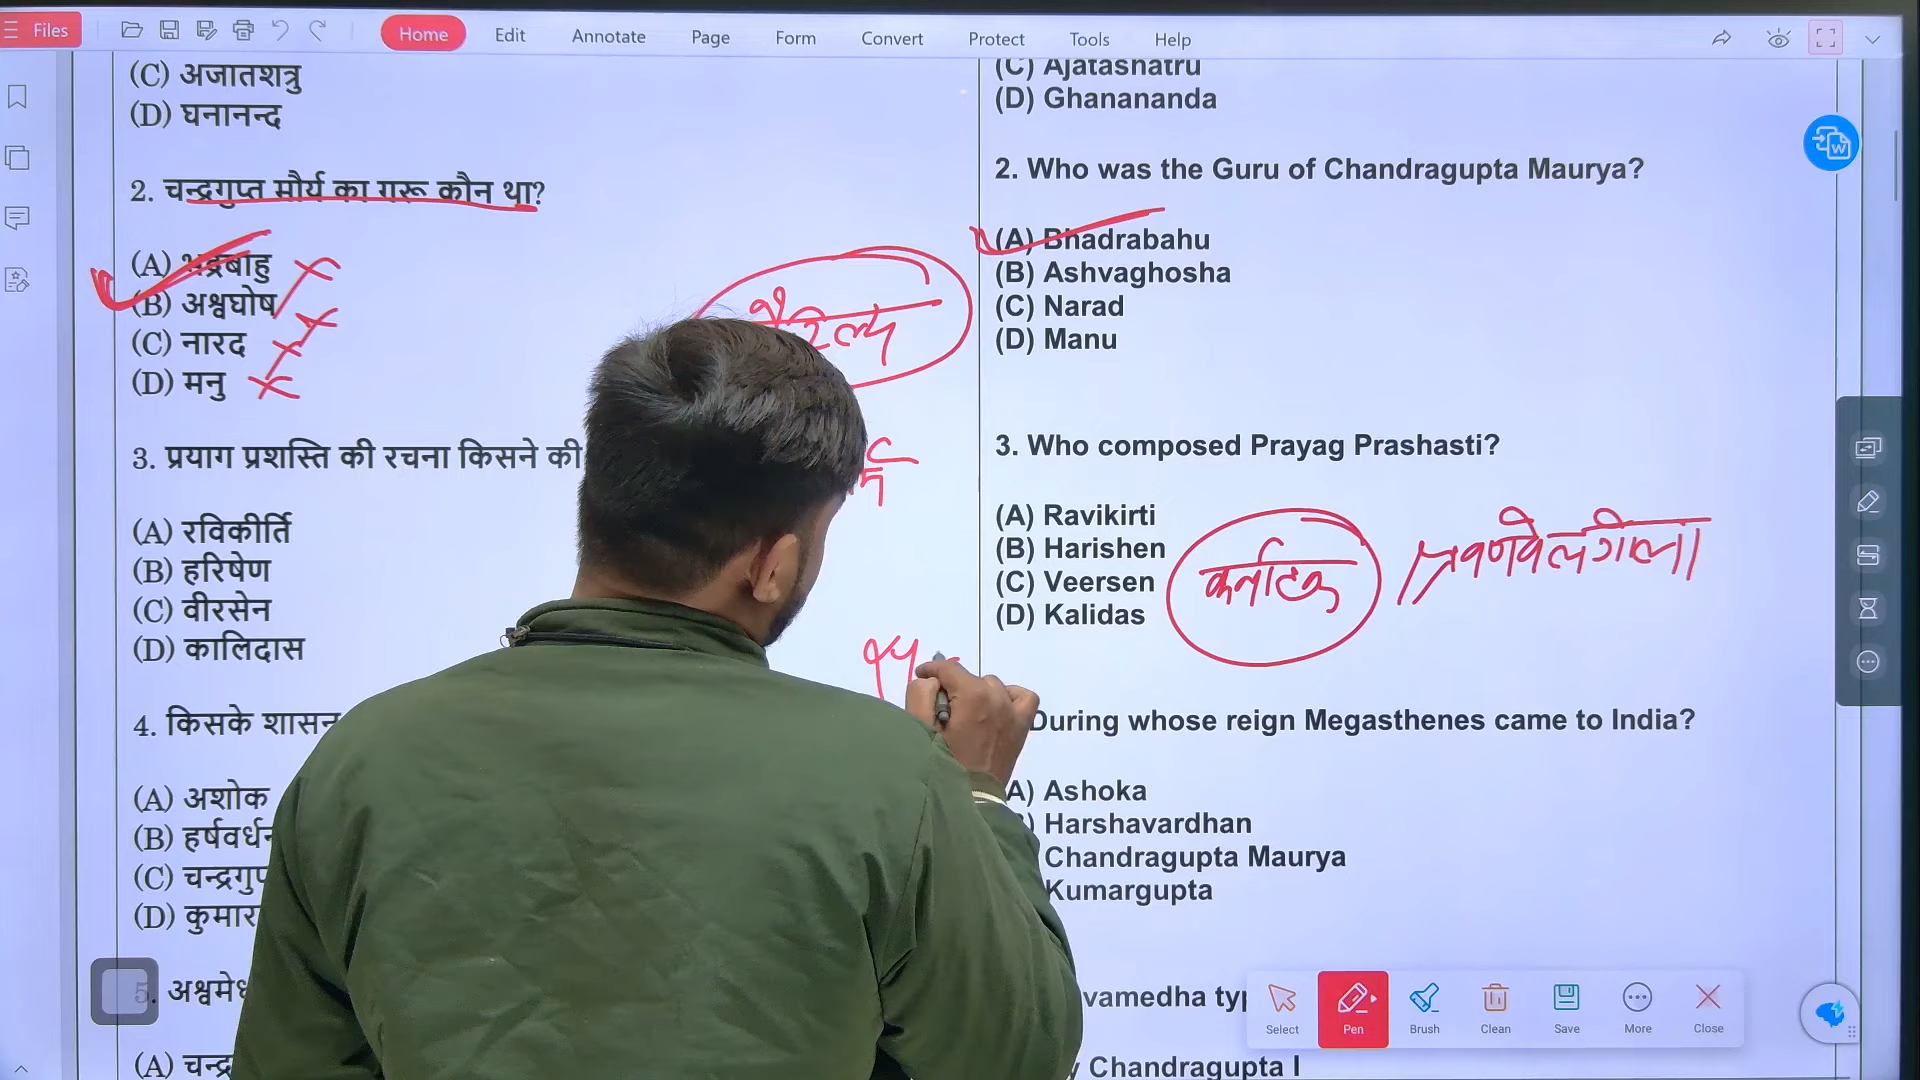 Files
Home Edit Annotate Page Form Convert Protect Tools Help
(C) अजातशत्रु
(D) घनानन्द
2. चन्द्रगुप्त मौर्य का गरू कौन था?
(A) भद्रबाहु
(B) अश्वघोष
(C) नारद
(D) मनु
3. प्रयाग प्रशस्ति की रचना किसने की
(A) रविकीर्ति
(B) हरिषेण
(C) वीरसेन
(D) कालिदास
4. किसके शासन
(A) अशोक
(B) हर्षवर्धन
(C) चन्द्रगुप
(D) कुमार
5. अश्वमेध
(A) चन्द्र
(C) Ajatashatru
(D) Ghanananda
2. Who was the Guru of Chandragupta Maurya?
(A) Bhadrabahu
(B) Ashvaghosha
(C) Narad
(D) Manu
3. Who composed Prayag Prashasti?
(A) Ravikirti
(B) Harishen
(C) Veersen
(D) Kalidas
कर्नाटक श्रवणबेलगोला
During whose reign Megasthenes came to India?
A) Ashoka
) Harshavardhan
Chandragupta Maurya
Kumargupta
vamedha typ
y Chandragupta I
Select Pen Brush Clean Save More Close